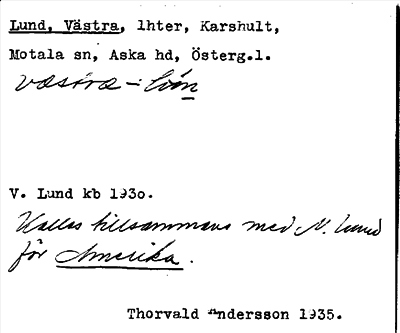 Lund, Västra, lhter, Karshult,
Motala sn, Aska hd, Österg.l.
væstræ-lön
V. Lund kb 1930.
Kallas tillsammans med N. Lund
för Amerika.
Thorvald Andersson 1935.